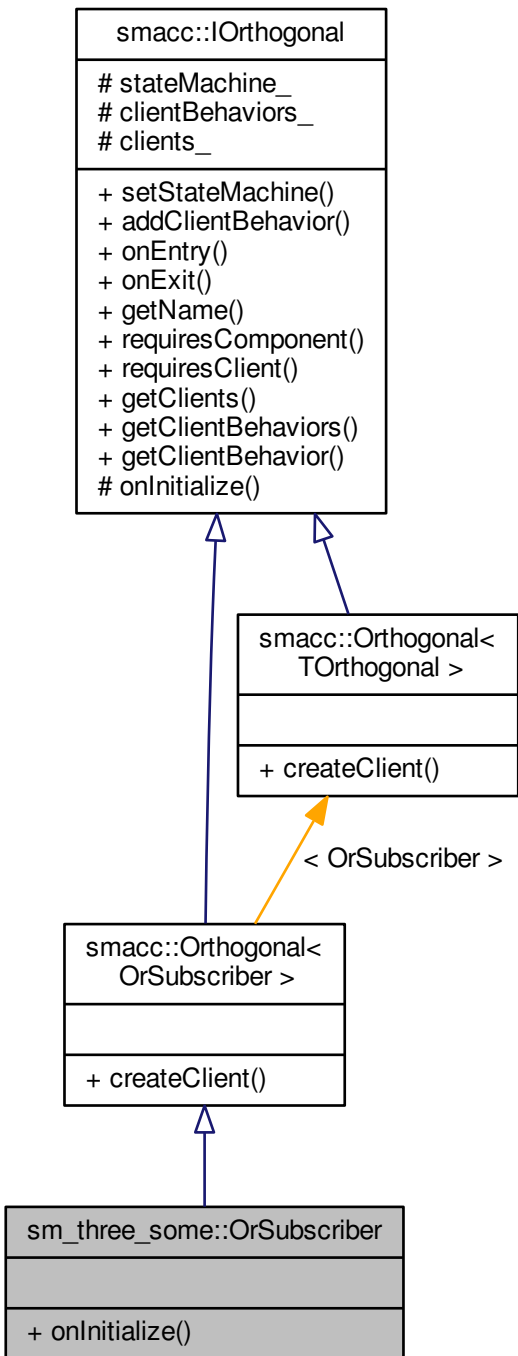 smacc::IOrthogonal
# stateMachine_
# clientBehaviors_
# clients_
+ setStateMachine()
+ addClientBehavior()
+ onEntry()
+ onExit()
+ getName()
+ requiresComponent()
+ requiresClient()
+ getClients()
+ getClientBehaviors()
+ getClientBehavior()
# onInitialize()
smacc::Orthogonal<
TOrthogonal >
+ createClient()
< OrSubscriber >
smacc::Orthogonal<
OrSubscriber >
+ createClient()
sm_three_some::OrSubscriber
+ onInitialize()